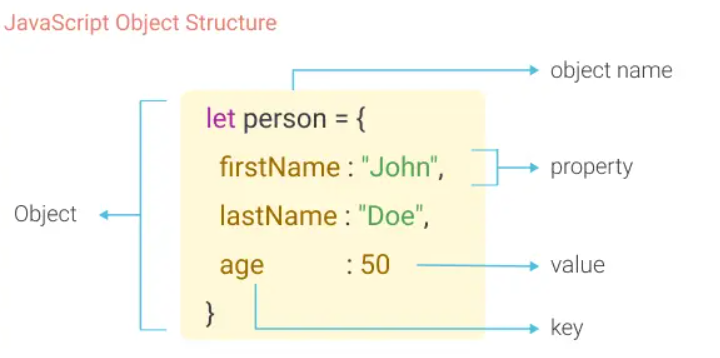 JavaScript Object Structure
object name
let person = {
firstName : "John",
property
Object
lastName : "Doe",
age : 50
value
}
key